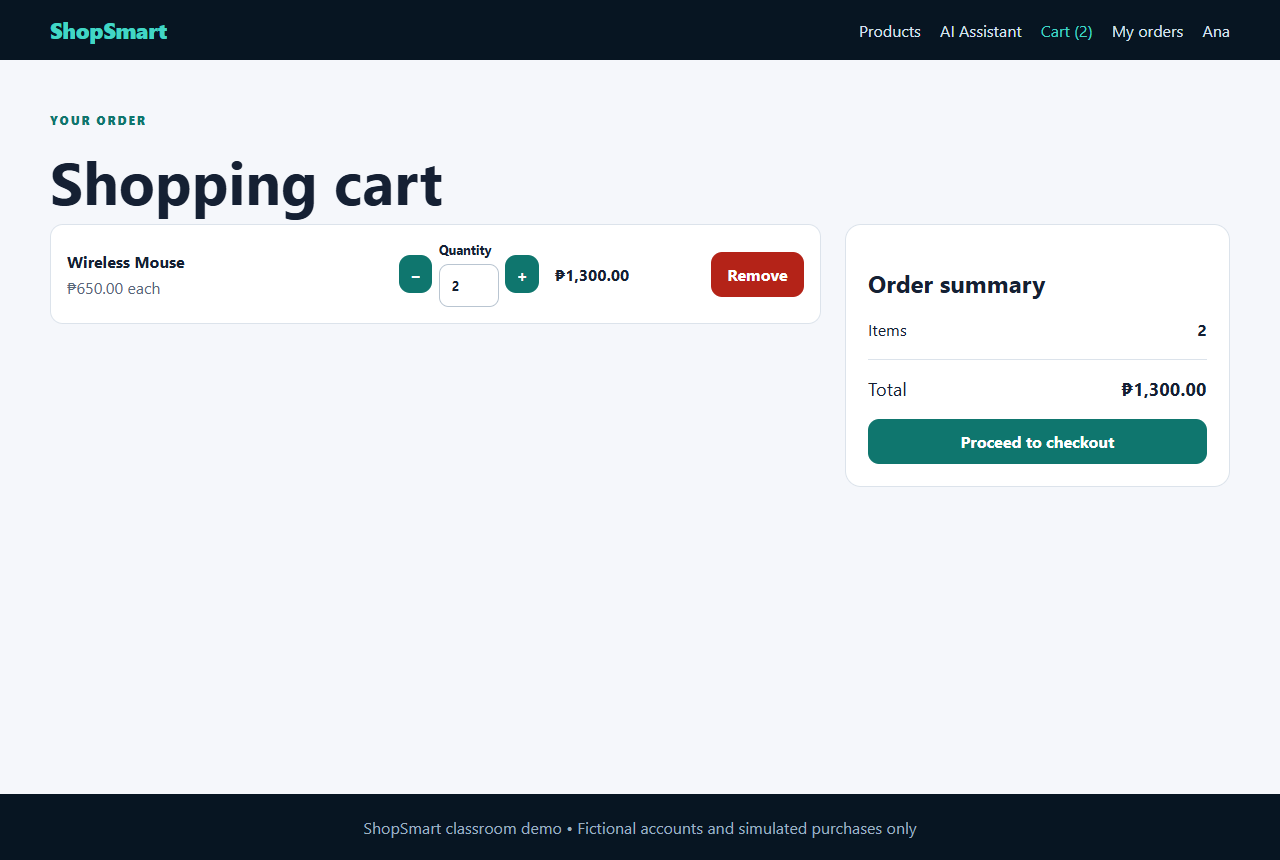 ShopSmart
Products AI Assistant Cart (2) My orders Ana
YOUR ORDER
Shopping cart
Wireless Mouse
₱650.00 each
−
Quantity
2
+
₱1,300.00
Remove
Order summary
Items 2
Total ₱1,300.00
Proceed to checkout
ShopSmart classroom demo • Fictional accounts and simulated purchases only